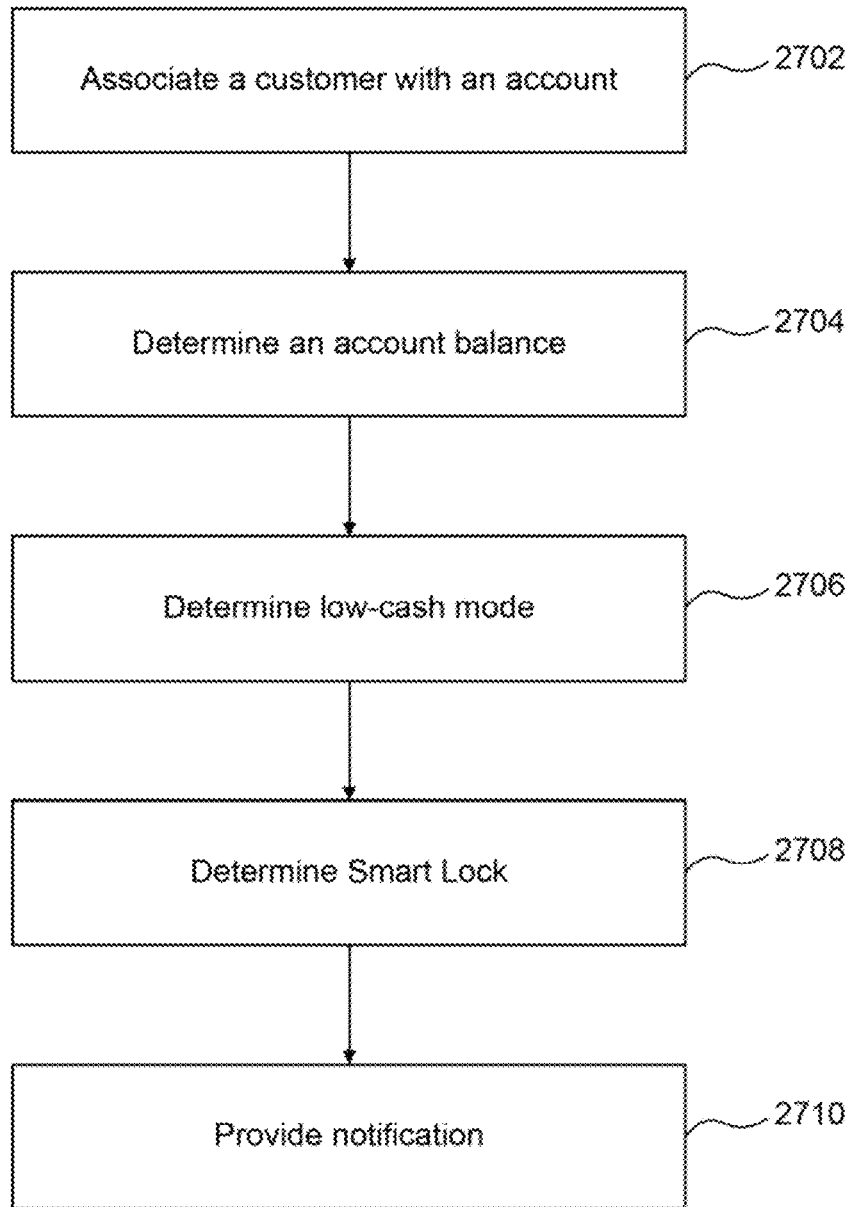 Associate a customer with an account
2702
Determine an account balance
2704
Determine low-cash mode
2706
Determine Smart Lock
2708
Provide notification
2710